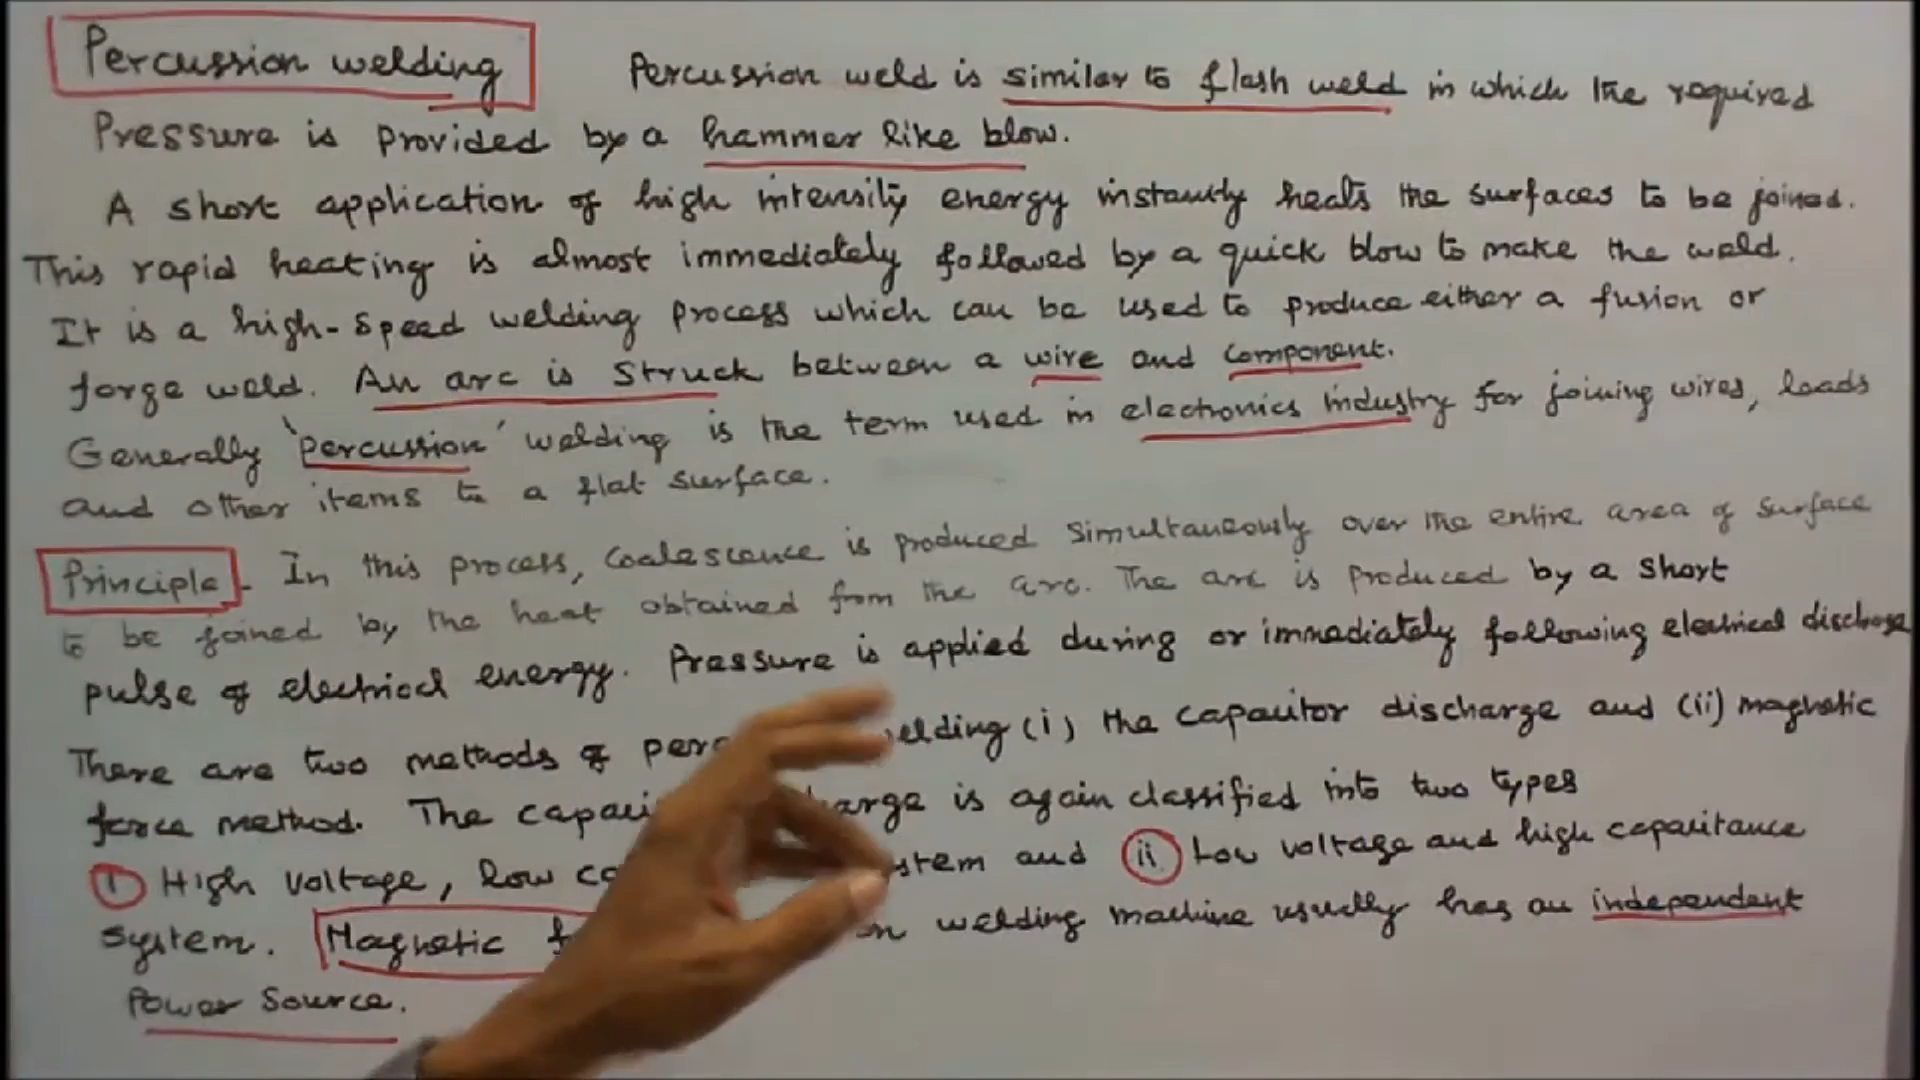 Percussion welding Percussion weld is similar to flash weld in which the required
Pressure is provided by a hammer like blow.
A short application of high intensity energy instantly heats the surfaces to be joined.
This rapid heating is almost immediately followed by a quick blow to make the weld.
It is a high-speed welding process which can be used to produce either a fusion or
forge weld. An arc is struck between a wire and component.
Generally 'percussion' welding is the term used in electronics industry for joining wires, leads
and other items to a flat surface.
Principle - In this process, coalescence is produced simultaneously over the entire area of surface
to be joined by the heat obtained from the arc. The arc is produced by a short
pulse of electrical energy. Pressure is applied during or immediately following electrical discharge
There are two methods of welding (i) the capacitor discharge and (ii) magnetic
force method. The is again classified into two types
(i) High voltage, low and (ii) Low voltage and high capacitance
system. Magnetic welding machine usually has an independent
Power Source.